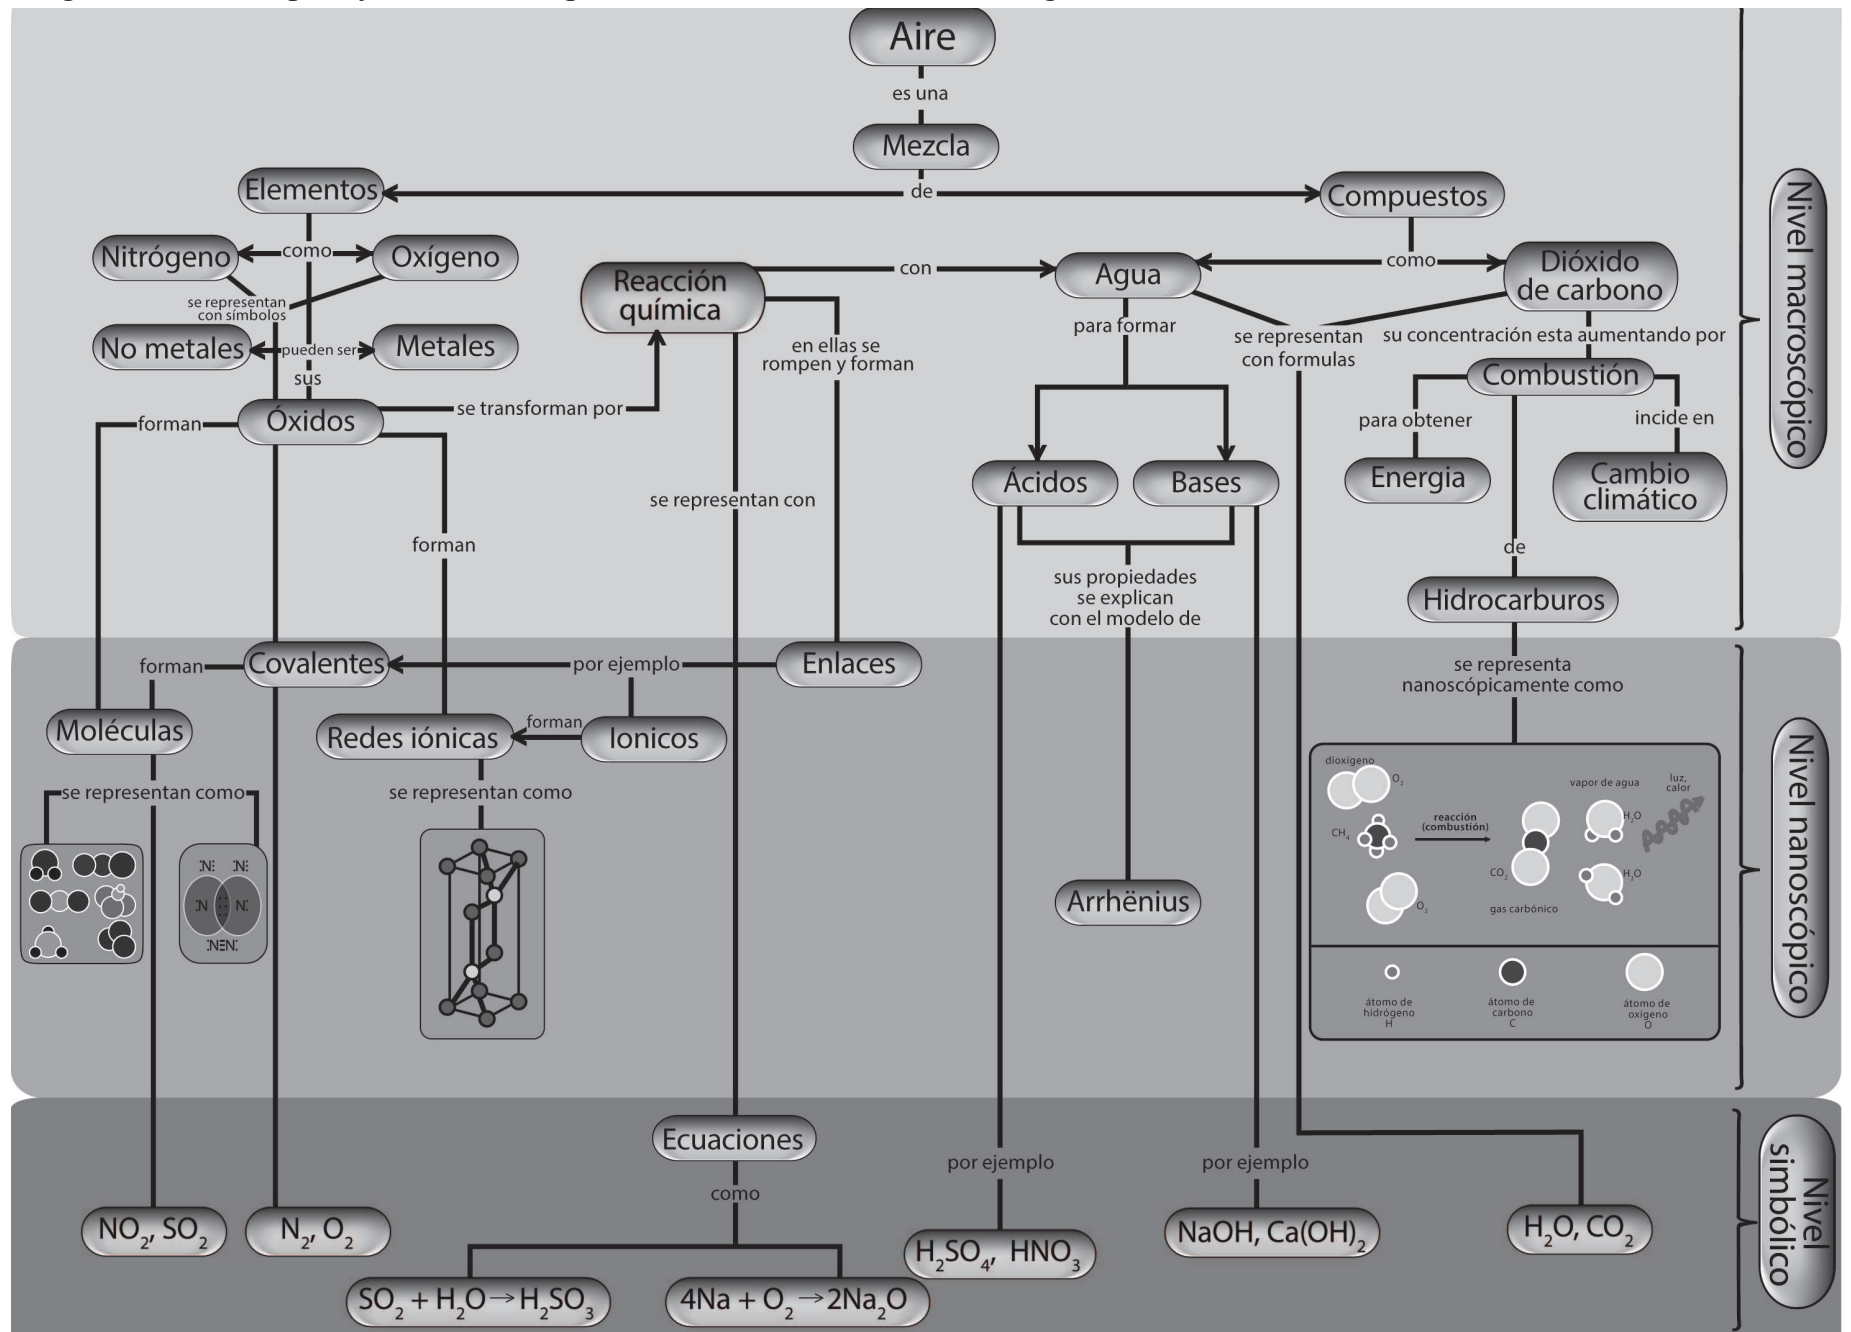 Aire
es una
Mezcla
de
Elementos
Compuestos
Nitrógeno
como
Oxígeno
se representan
con símbolos
No metales
pueden ser
Metales
sus
Óxidos
forman
se transforman por
forman
Reacción
química
con
Agua
como
Dióxido
de carbono
en ellas se
rompen y forman
se representan con
para formar
se representan
con formulas
su concentración esta aumentando por
Combustión
para obtener
incide en
Energia
Cambio
climático
Ácidos
Bases
sus propiedades
se explican
con el modelo de
de
Hidrocarburos
Nivel macroscópico
forman
Covalentes
por ejemplo
Enlaces
Moléculas
Redes iónicas
forman
Ionicos
se representan como
se representan como
:N: :N:
:N N:
:N≡N:
Arrhënius
se representa
nanoscópicamente como
dioxígeno
O2
CH4
O2
reacción
(combustión)
CO2
gas carbónico
vapor de agua
H2O
H2O
luz,
calor
átomo de
hidrógeno
H
átomo de
carbono
C
átomo de
oxígeno
O
Nivel nanoscópico
Ecuaciones
como
por ejemplo
por ejemplo
NO2, SO2
N2, O2
SO2 + H2O → H2SO3
4Na + O2 → 2Na2O
H2SO4, HNO3
NaOH, Ca(OH)2
H2O, CO2
Nivel
simbólico